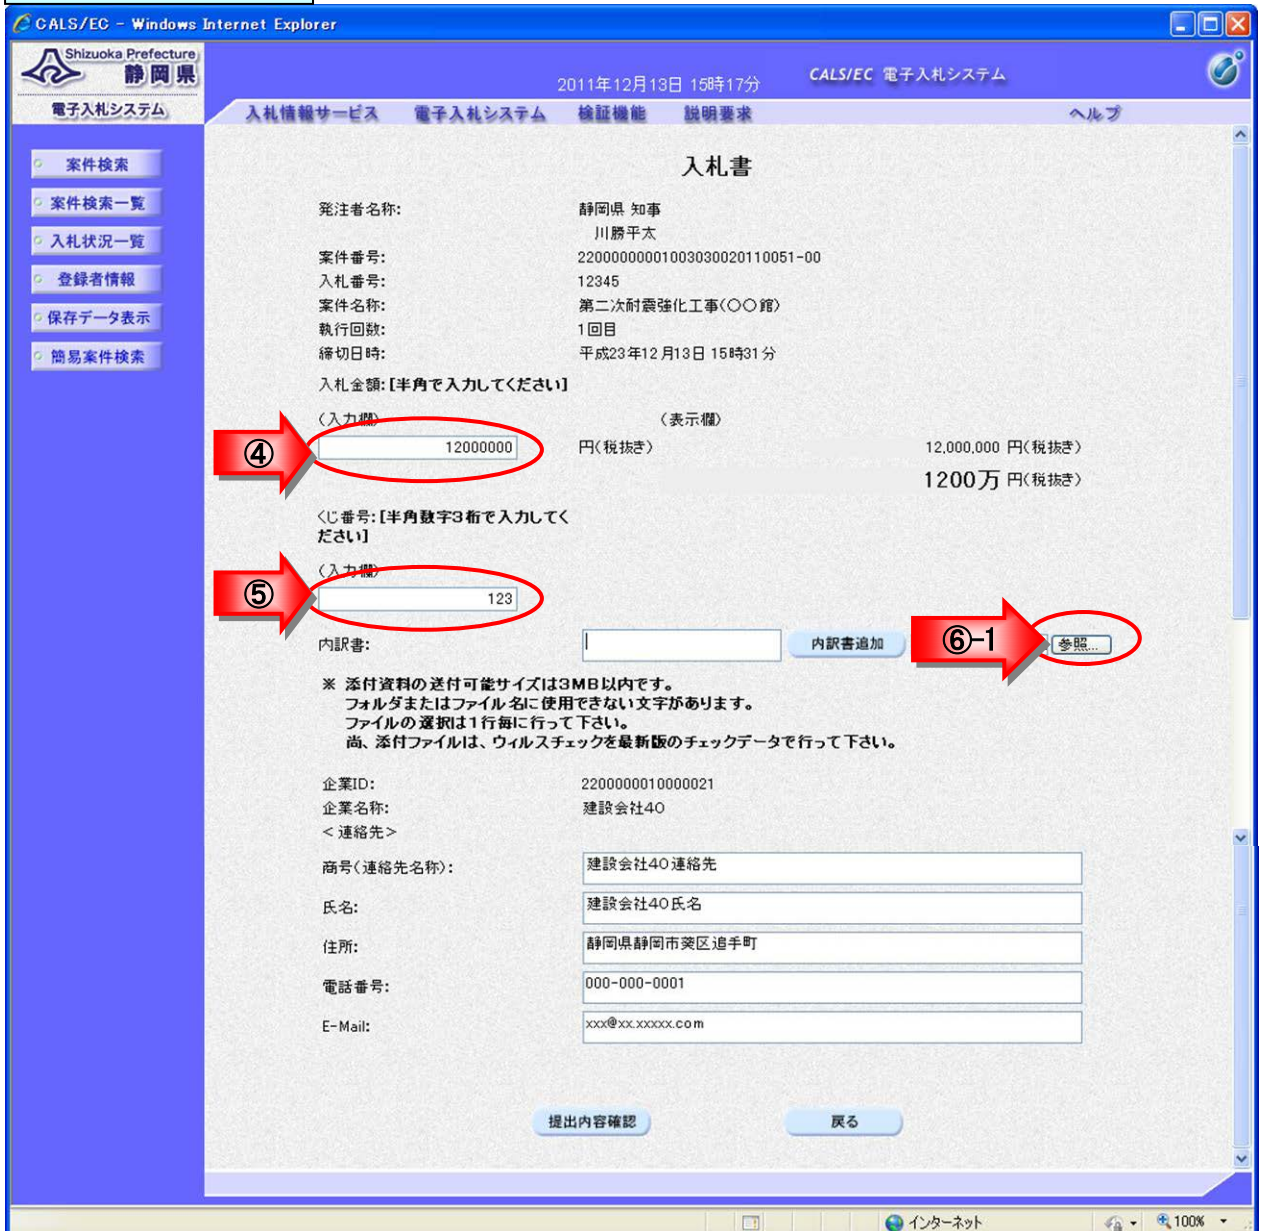 CALS/EC - Windows Internet Explorer
Shizuoka Prefecture
静岡県
2011年12月13日 15時17分
CALS/EC 電子入札システム
電子入札システム
入札情報サービス 電子入札システム 検証機能 説明要求 ヘルプ
案件検索
案件検索一覧
入札状況一覧
登録者情報
保存データ表示
簡易案件検索
入札書
発注者名称: 静岡県 知事
川勝平太
案件番号: 2200000000100303002011​0051-00
入札番号: 12345
案件名称: 第二次耐震強化工事(〇〇館)
執行回数: 1回目
締切日時: 平成23年12月13日 15時31分
入札金額:[半角で入力してください]
(入力欄) (表示欄)
④ 12000000 円(税抜き) 12,000,000 円(税抜き)
1200万 円(税抜き)
くじ番号:[半角数字3桁で入力してく
ださい]
(入力欄)
⑤ 123
内訳書: 内訳書追加 ⑥-1 参照...
※ 添付資料の送付可能サイズは3MB以内です。
フォルダまたはファイル名に使用できない文字があります。
ファイルの選択は1行毎に行って下さい。
尚、添付ファイルは、ウィルスチェックを最新版のチェックデータで行って下さい。
企業ID: 2200000010000021
企業名称: 建設会社40
<連絡先>
商号(連絡先名称): 建設会社40連絡先
氏名: 建設会社40氏名
住所: 静岡県静岡市葵区追手町
電話番号: 000-000-0001
E-Mail: xxx@xx.xxxxx.com
提出内容確認 戻る
インターネット 100%